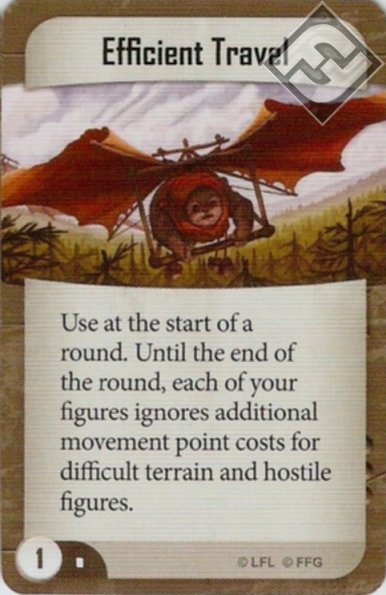 Efficient Travel
Use at the start of a
round. Until the end of
the round, each of your
figures ignores additional
movement point costs for
difficult terrain and hostile
figures.
1
© LFL © FFG